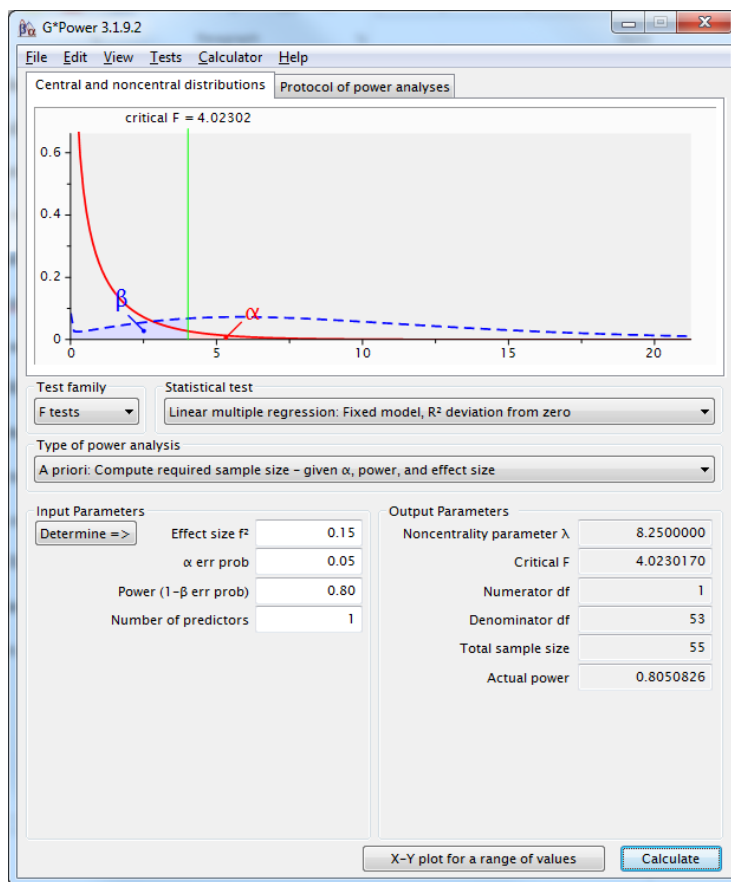 G*Power 3.1.9.2
File Edit View Tests Calculator Help
Central and noncentral distributions Protocol of power analyses
critical F = 4.02302
0.6
0.4
0.2
0
β
α
0 5 10 15 20
Test family
F tests
Statistical test
Linear multiple regression: Fixed model, R² deviation from zero
Type of power analysis
A priori: Compute required sample size – given α, power, and effect size
Input Parameters
Determine =>
Effect size f² 0.15
α err prob 0.05
Power (1-β err prob) 0.80
Number of predictors 1
Output Parameters
Noncentrality parameter λ 8.2500000
Critical F 4.0230170
Numerator df 1
Denominator df 53
Total sample size 55
Actual power 0.8050826
X-Y plot for a range of values
Calculate